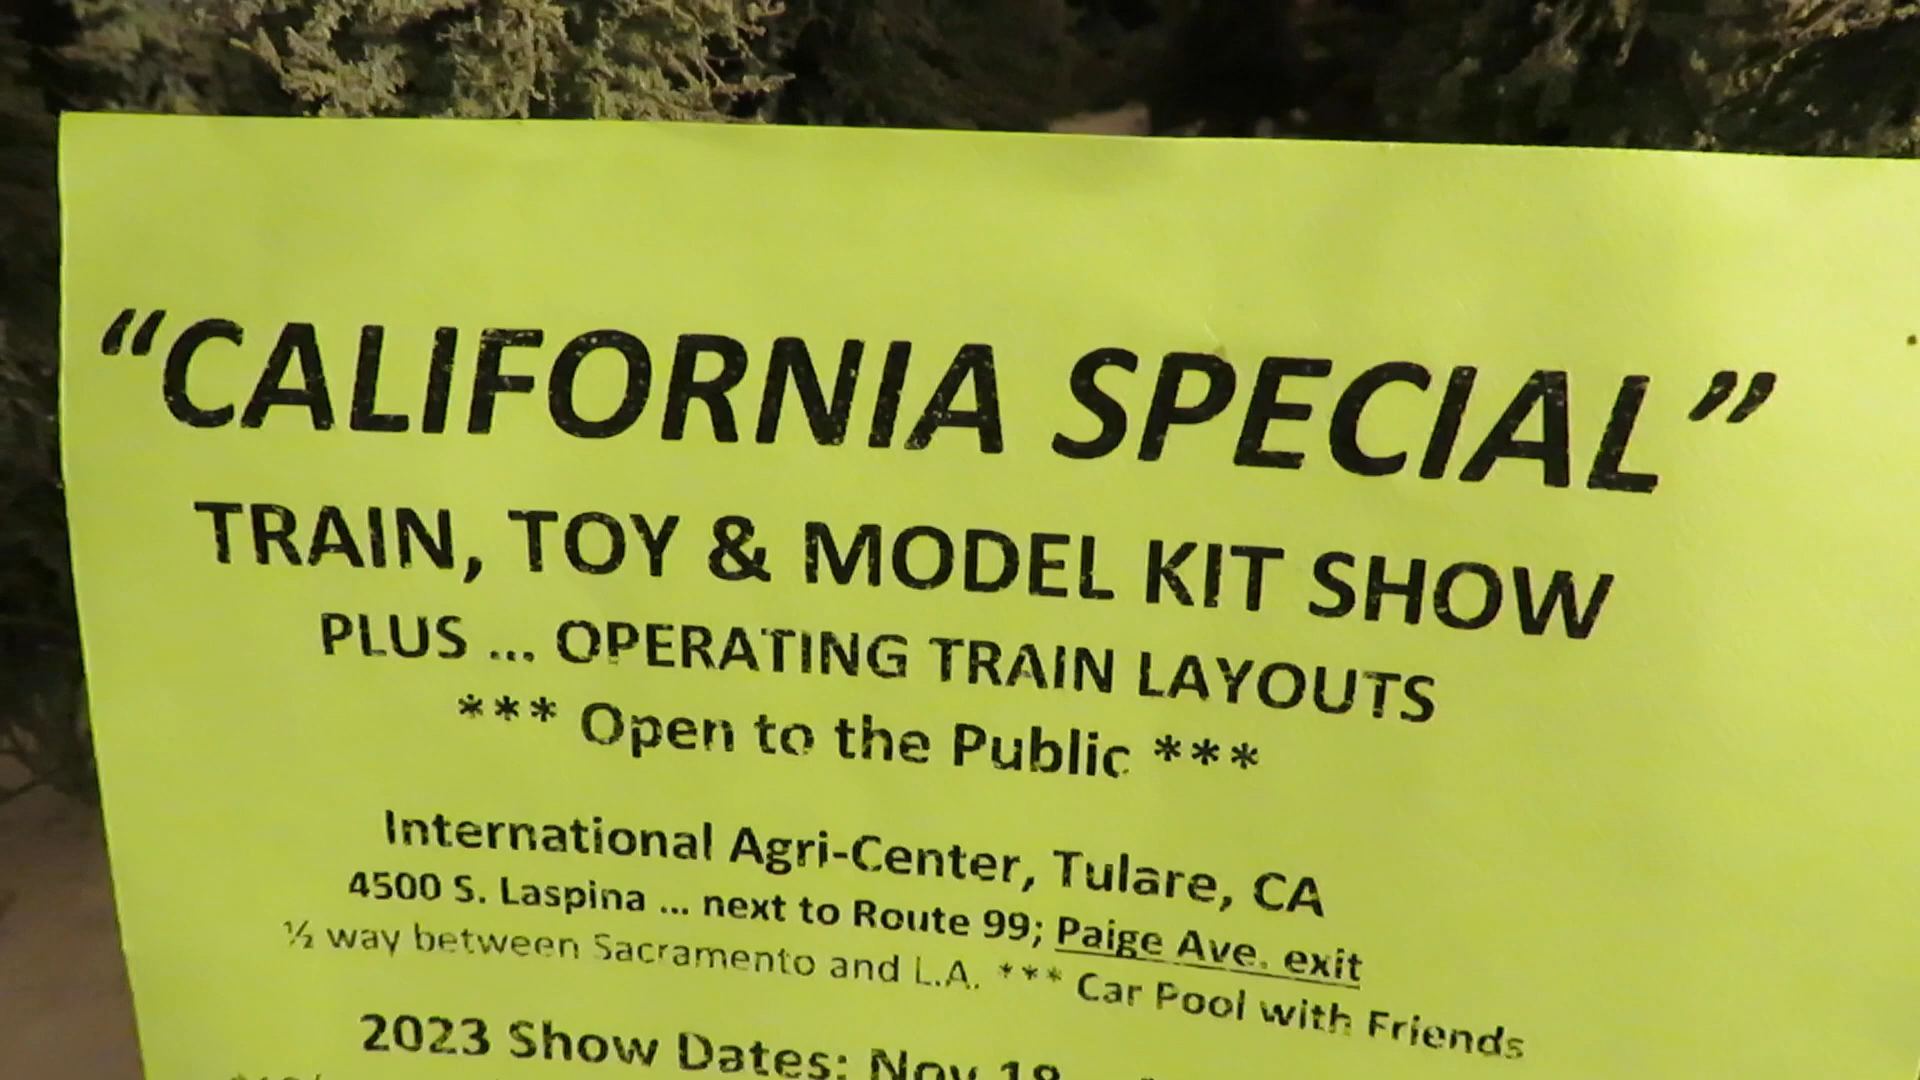 “CALIFORNIA SPECIAL”
TRAIN, TOY & MODEL KIT SHOW
PLUS ... OPERATING TRAIN LAYOUTS
*** Open to the Public ***
International Agri-Center, Tulare, CA
4500 S. Laspina ... next to Route 99; Paige Ave. exit
½ way between Sacramento and L.A. *** Car Pool with Friends
2023 Show Dates: Nov 18